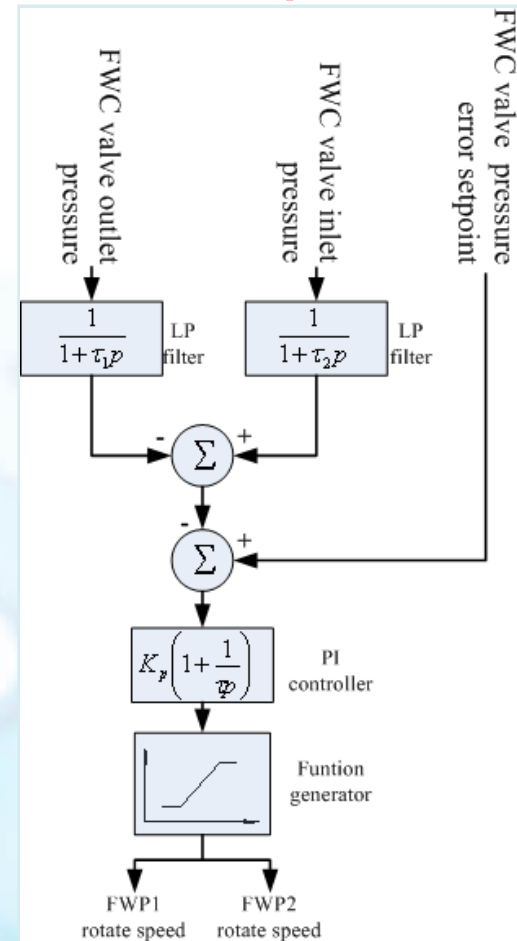 FWC valve outlet
pressure
FWC valve inlet
pressure
FWC valve pressure
error setpoint
1
1+τ₁p
LP
filter
1
1+τ₂p
LP
filter
-
Σ
+
-
Σ
+
Kₚ(1+1/τp)
PI
controller
Funtion
generator
FWP1
rotate speed
FWP2
rotate speed